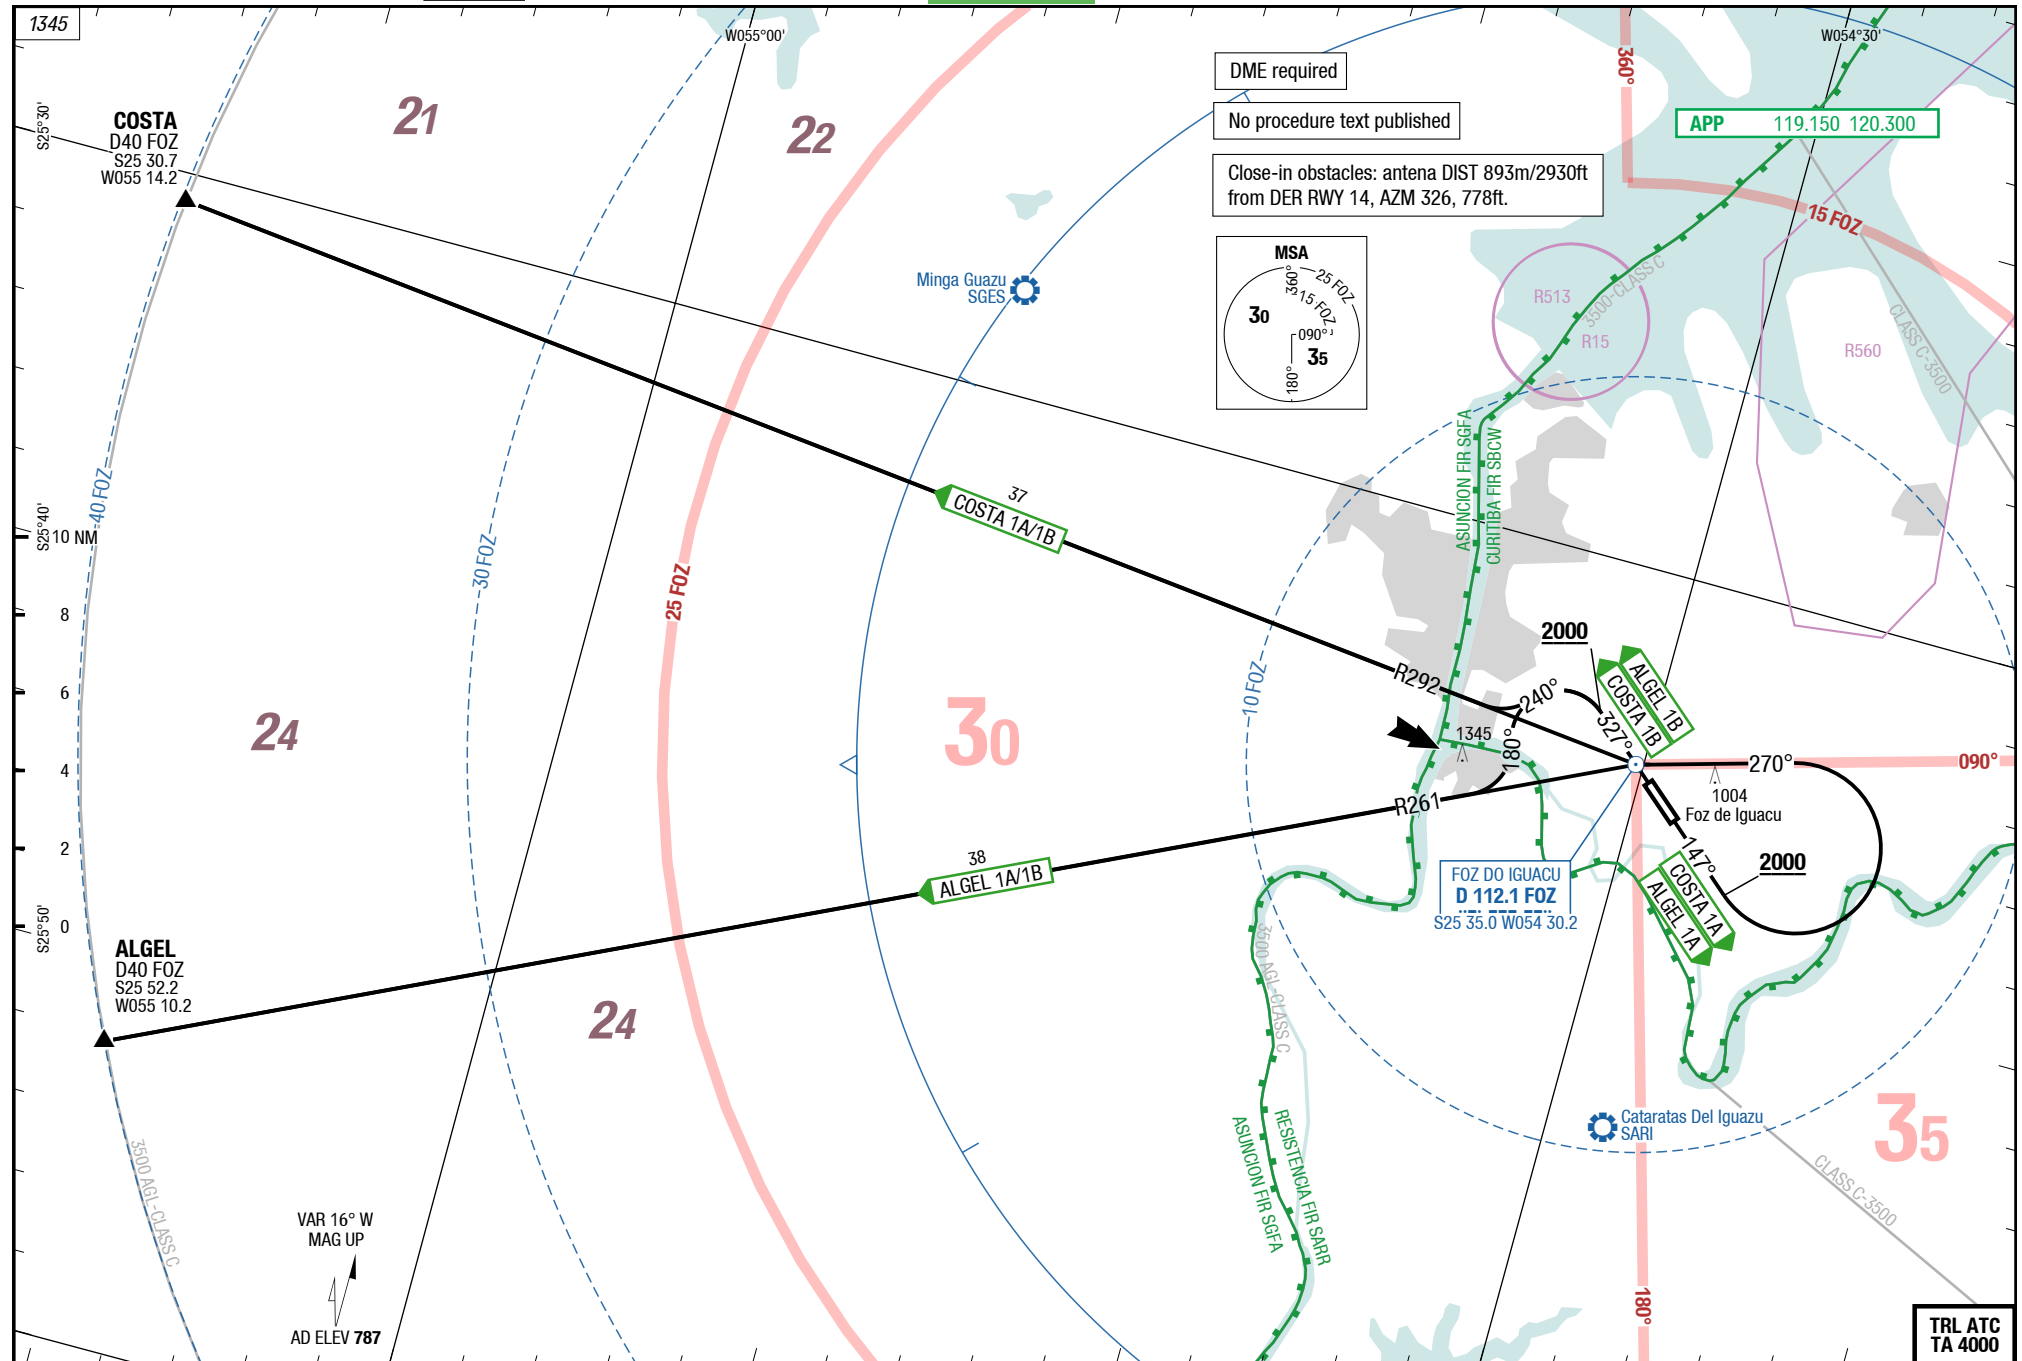 1345
W055°00'
W054°30'
S25°30'
COSTA
D40 FOZ
S25 30.7
W055 14.2
21
22
DME required
No procedure text published
Close-in obstacles: antena DIST 893m/2930ft
from DER RWY 14, AZM 326, 778ft.
360°
APP 119.150 120.300
15 FOZ
MSA
360°
25 FOZ
15 FOZ
30
090°
35
180°
Minga Guazu
SGES
R513
R15
3500-CLASS C
R560
CLASS C-3500
ASUNCION FIR SGFA
CURITIBA FIR SBCW
40 FOZ
30 FOZ
25 FOZ
10 FOZ
S25°40'
10 NM
8
6
4
2
0
S25°50'
37
COSTA 1A/1B
R292
240°
180°
1345
2000
327°
ALGEL 1B
COSTA 1B
270°
090°
1004
Foz de Iguacu
147°
2000
COSTA 1A
ALGEL 1A
24
30
R261
38
ALGEL 1A/1B
FOZ DO IGUACU
D 112.1 FOZ
S25 35.0 W054 30.2
ALGEL
D40 FOZ
S25 52.2
W055 10.2
24
3500 AGL-CLASS C
3500 AGL-CLASS C
RESISTENCIA FIR SARR
ASUNCION FIR SGFA
Cataratas Del Iguazu
SARI
35
CLASS C-3500
180°
VAR 16° W
MAG UP
AD ELEV 787
TRL ATC
TA 4000